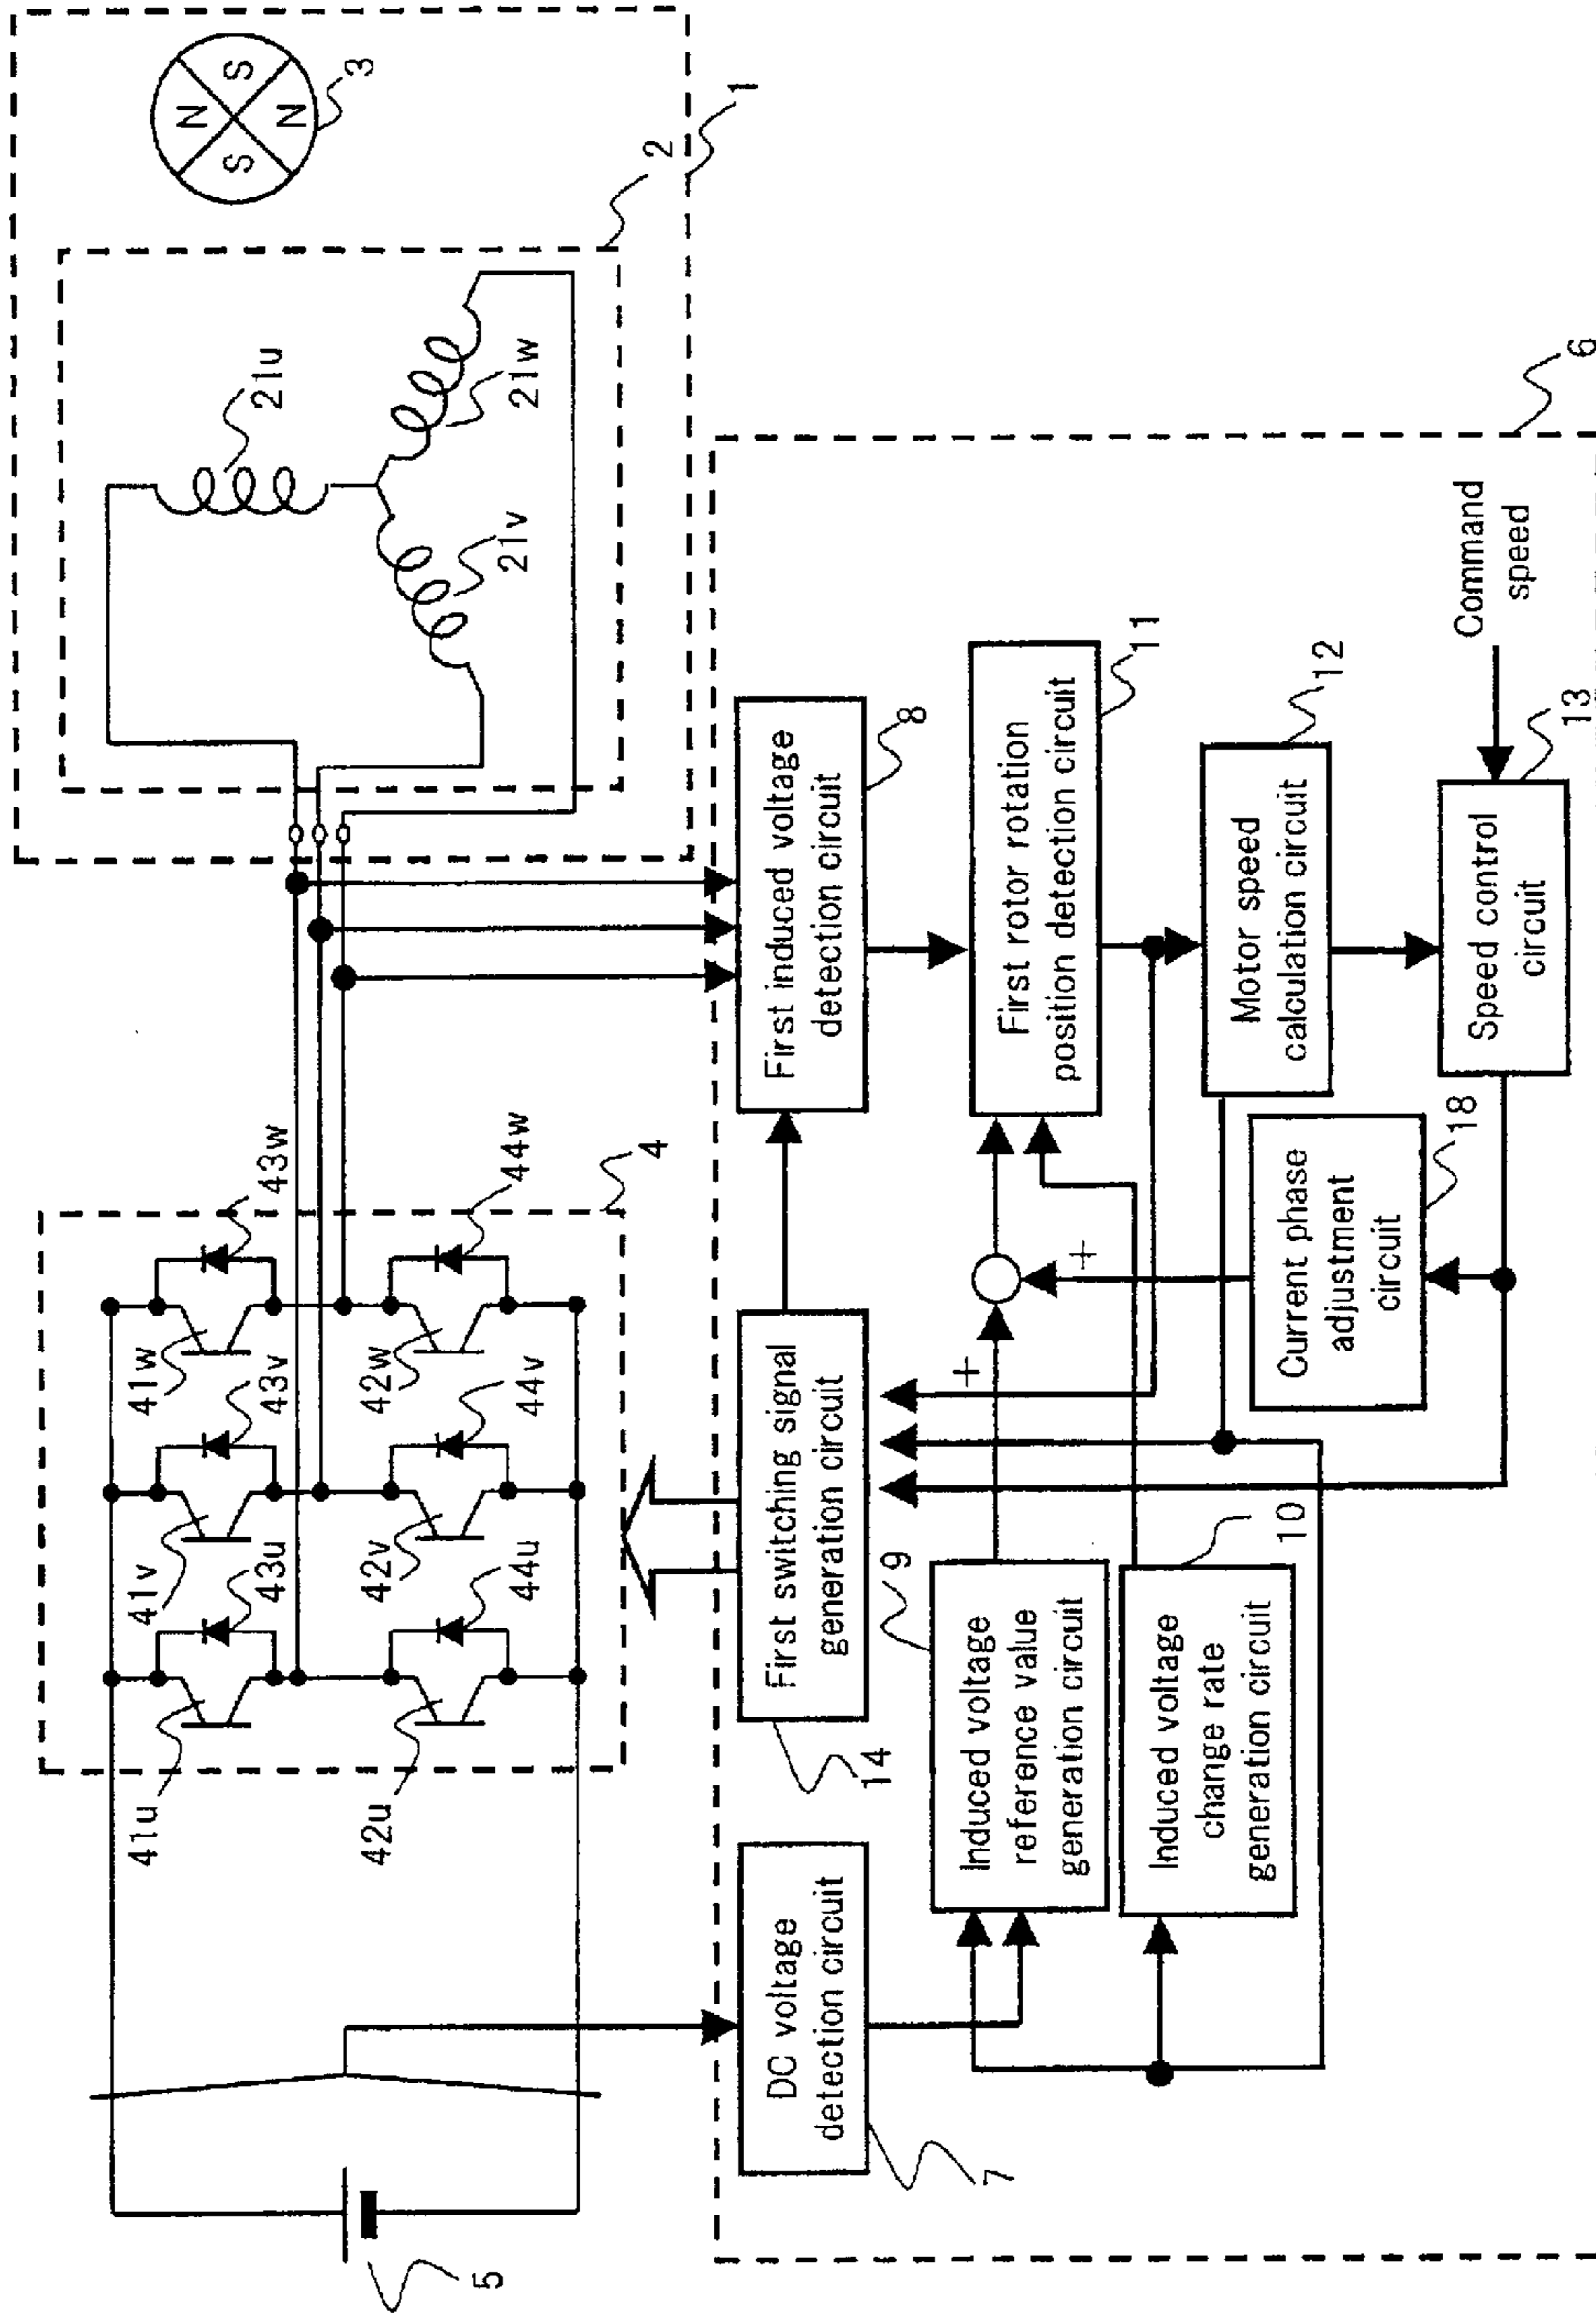 N
S
S
N
3
1
2
21u
21v
21w
43w
44w
4
41w
42w
43v
44v
41v
42v
43u
44u
41u
42u
5
6
DC voltage
detection circuit
7
First switching signal
generation circuit
14
First induced voltage
detection circuit
8
Induced voltage
reference value
generation circuit
9
+
+
First rotor rotation
position detection circuit
11
Induced voltage
change rate
generation circuit
10
Current phase
adjustment
circuit
18
Motor speed
calculation circuit
12
Speed control
circuit
13
Command
speed